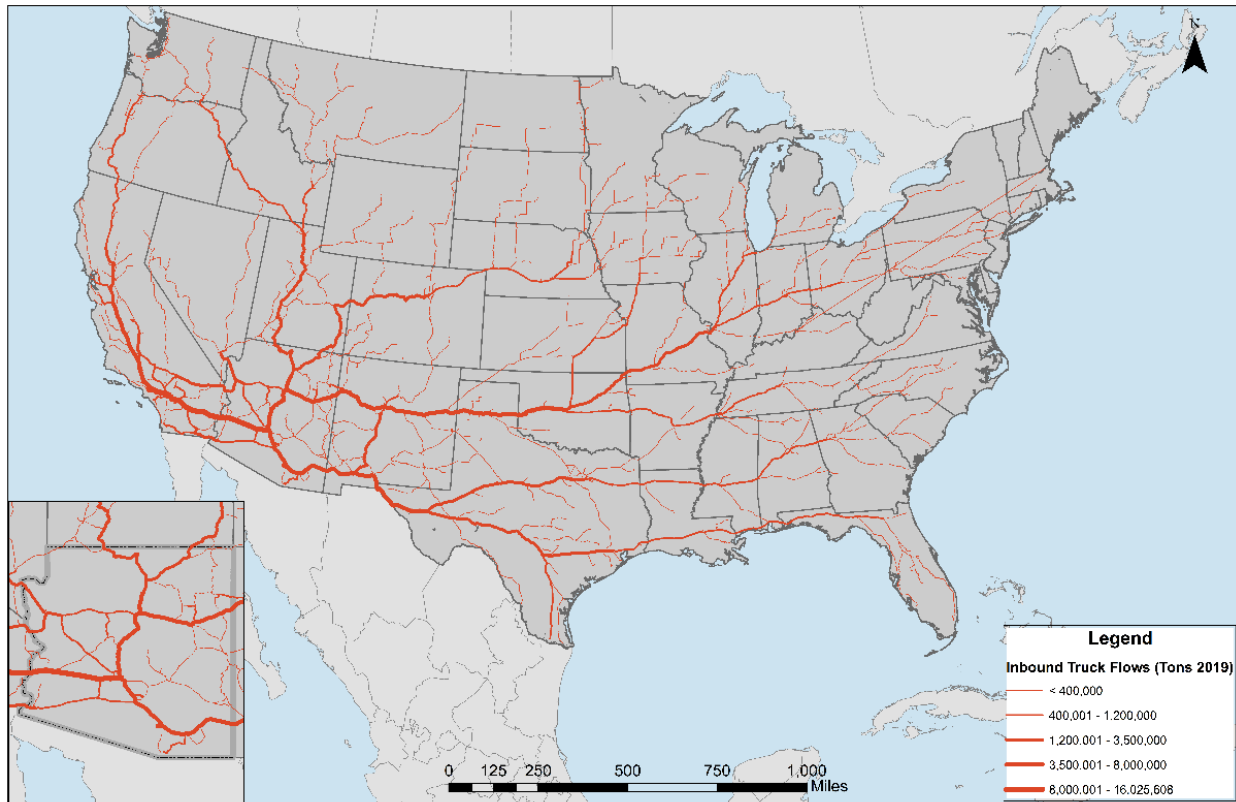 N
Legend
Inbound Truck Flows (Tons 2019)
< 400,000
400,001 - 1,200,000
1,200,001 - 3,500,000
3,500,001 - 8,000,000
8,000,001 - 16,025,608
0 125 250 500 750 1,000
Miles